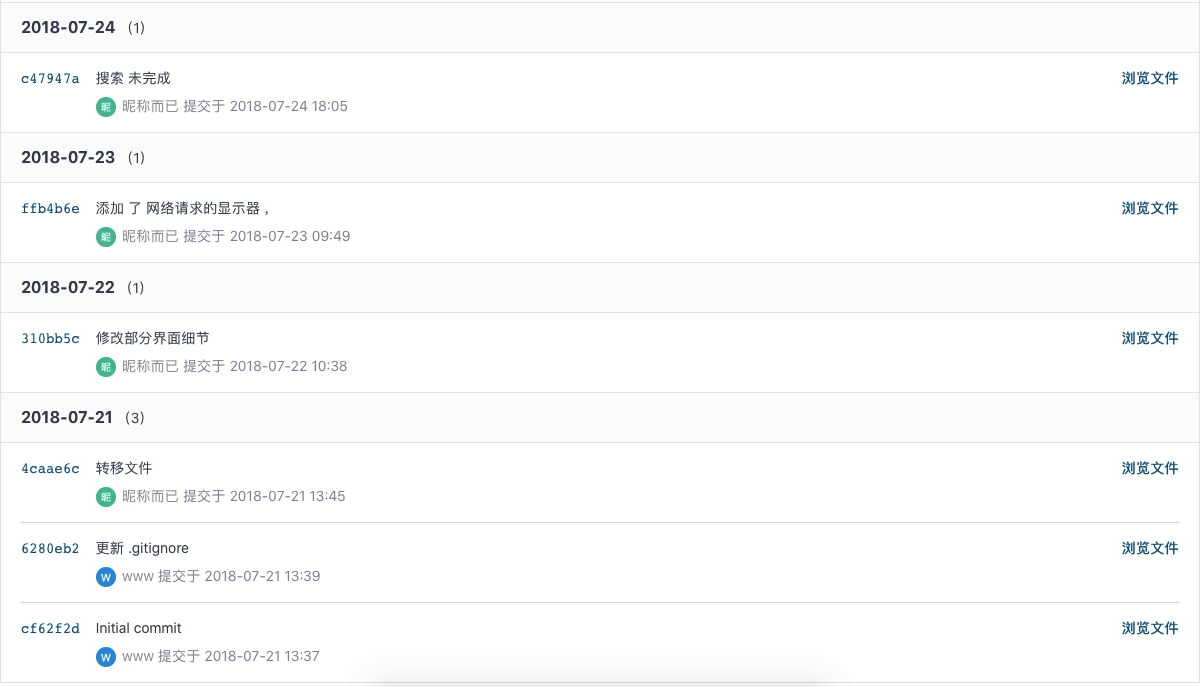 2018-07-24 (1)
c47947a 搜索 未完成 浏览文件
昵 昵称而已 提交于 2018-07-24 18:05
2018-07-23 (1)
ffb4b6e 添加 了 网络请求的显示器 , 浏览文件
昵 昵称而已 提交于 2018-07-23 09:49
2018-07-22 (1)
310bb5c 修改部分界面细节 浏览文件
昵 昵称而已 提交于 2018-07-22 10:38
2018-07-21 (3)
4caae6c 转移文件 浏览文件
昵 昵称而已 提交于 2018-07-21 13:45
6280eb2 更新 .gitignore 浏览文件
W www 提交于 2018-07-21 13:39
cf62f2d Initial commit 浏览文件
W www 提交于 2018-07-21 13:37